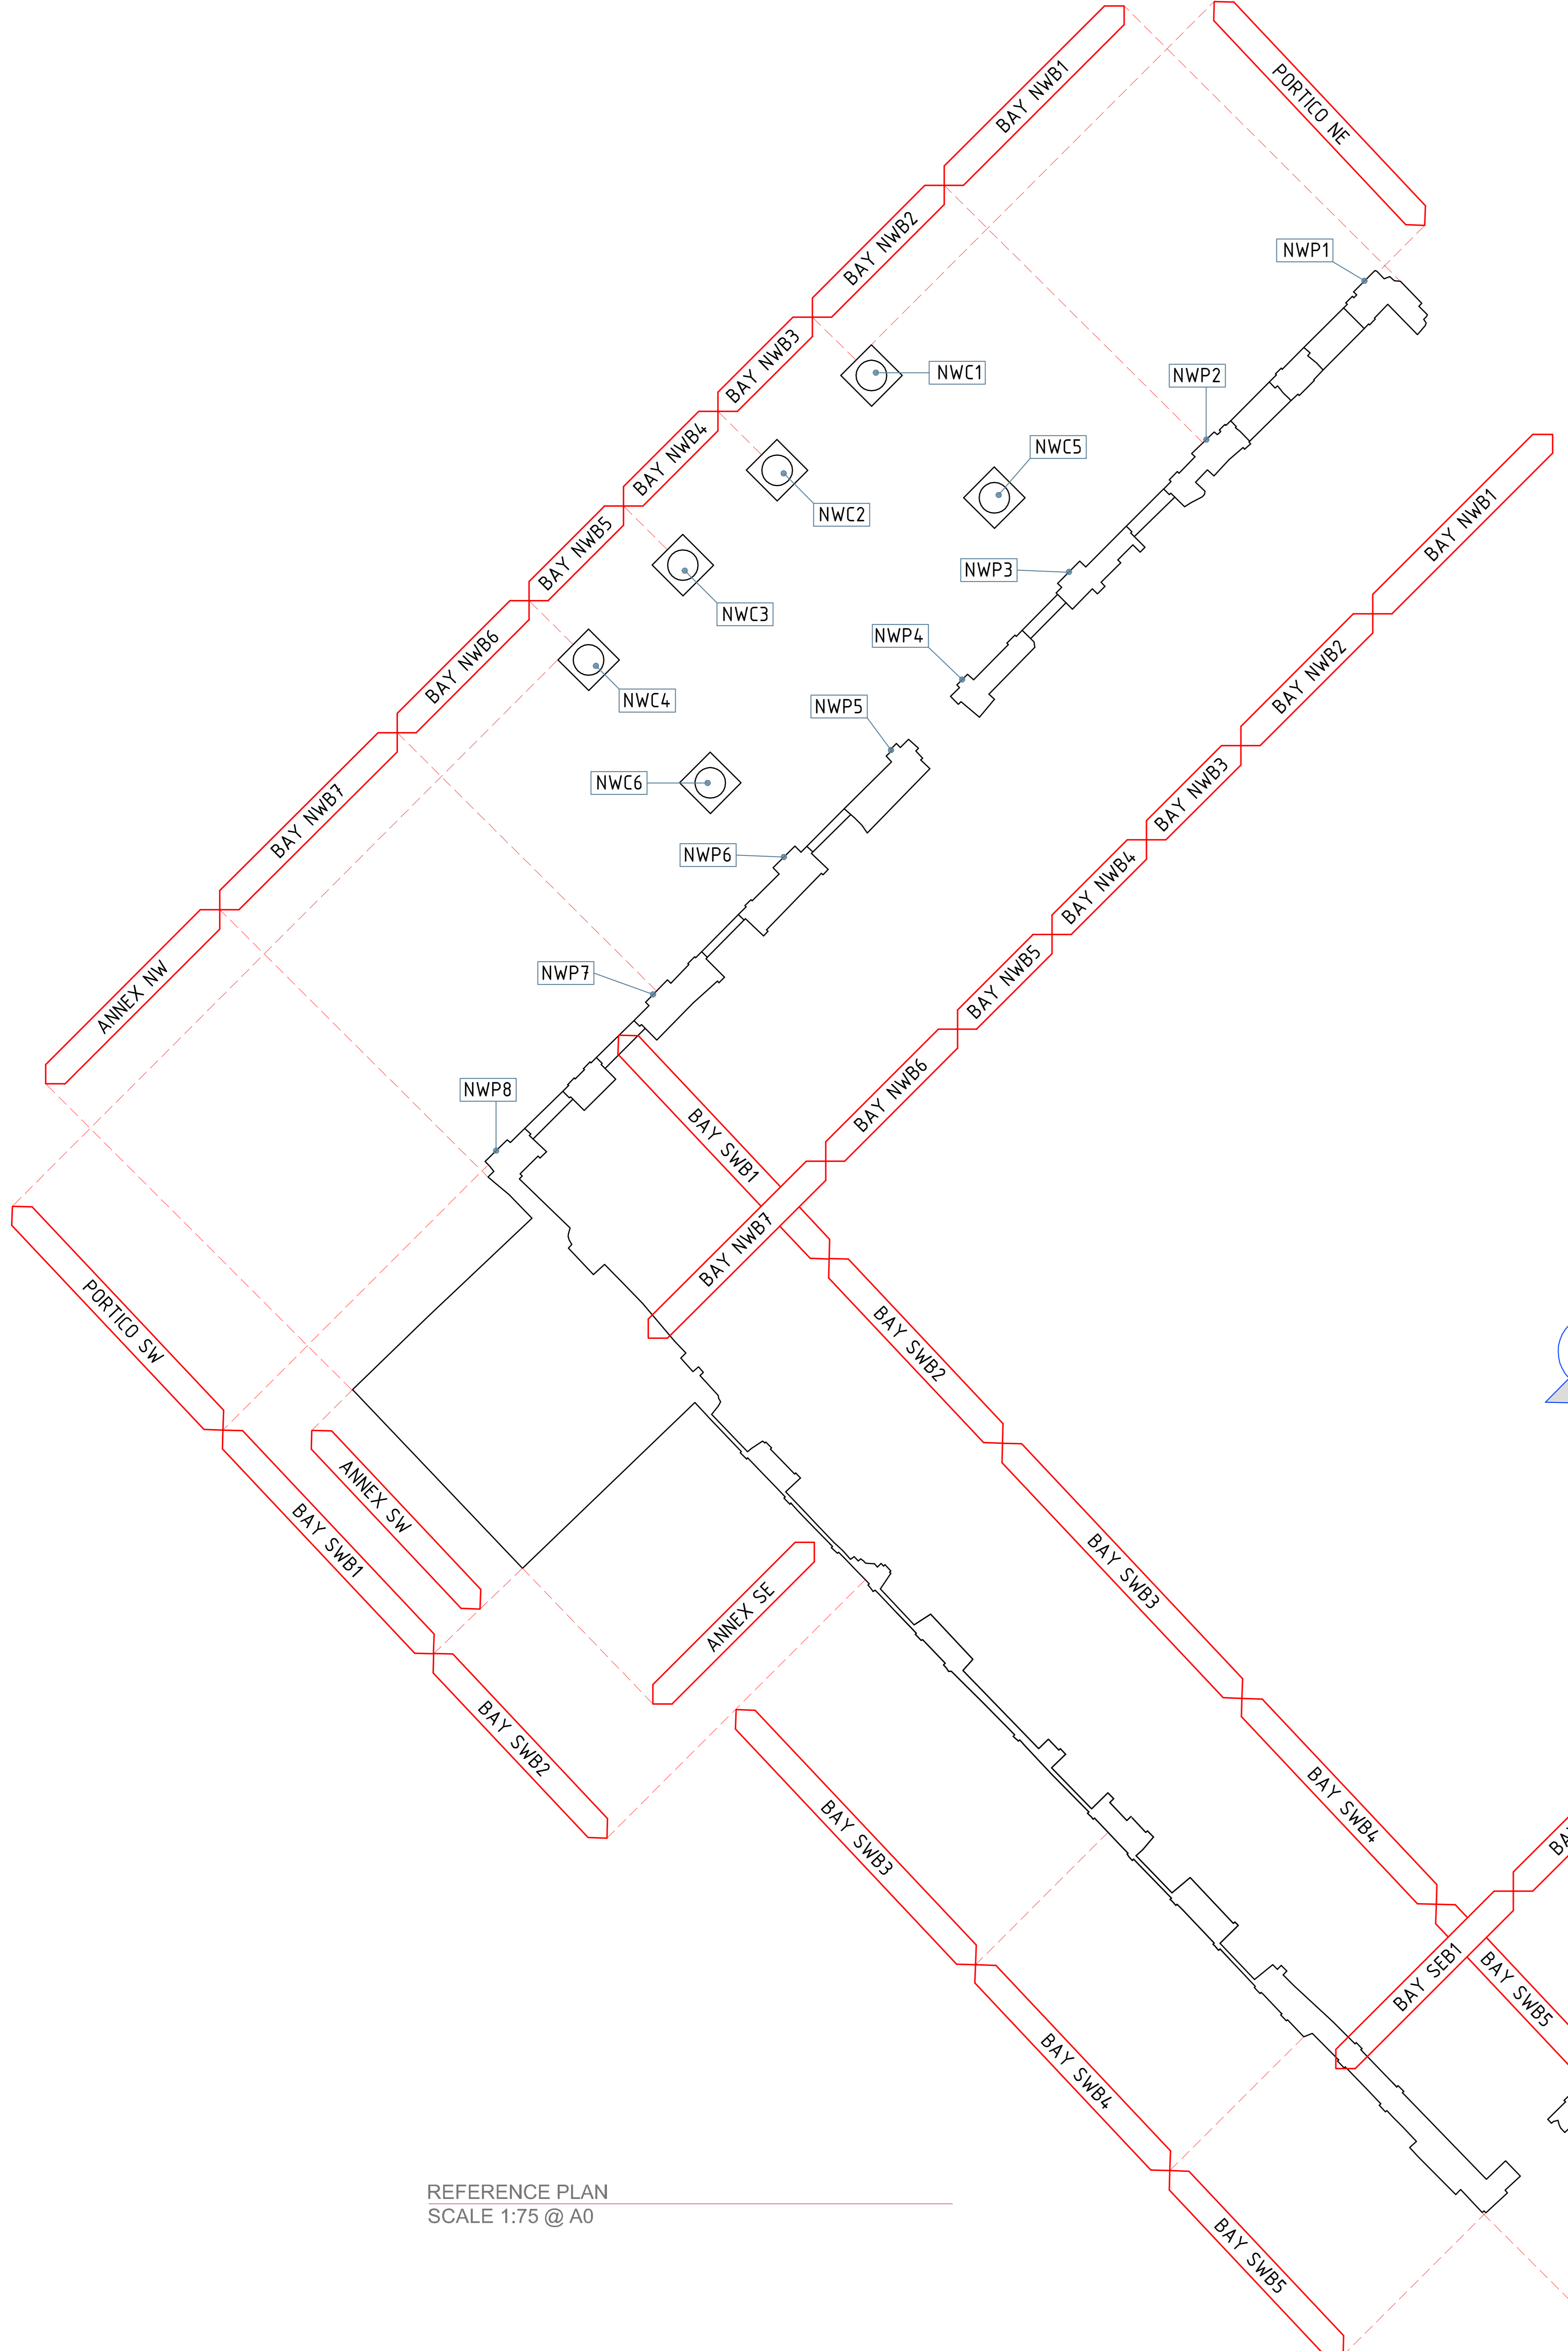 BAY NWB1
PORTICO NE
BAY NWB2
NWP1
BAY NWB3
NWC1
NWP2
BAY NWB4
NWC5
BAY NWB5
NWC2
BAY NWB1
NWP3
NWC3
BAY NWB6
NWP4
NWC4
BAY NWB2
NWP5
BAY NWB7
NWC6
BAY NWB3
NWP6
BAY NWB4
NWP7
ANNEX NW
BAY NWB5
NWP8
BAY NWB6
BAY SWB1
BAY NWB7
PORTICO SW
BAY SWB2
ANNEX SW
BAY SWB1
BAY SWB3
ANNEX SE
BAY SWB2
BAY SWB4
BAY SWB3
BAY SEB1
BAY SWB5
BAY SWB4
REFERENCE PLAN
SCALE 1:75 @ A0
BAY SWB5